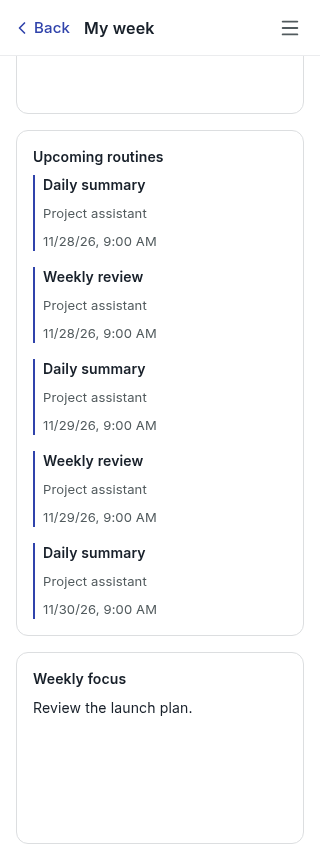 Back My week
Upcoming routines
Daily summary
Project assistant
11/28/26, 9:00 AM
Weekly review
Project assistant
11/28/26, 9:00 AM
Daily summary
Project assistant
11/29/26, 9:00 AM
Weekly review
Project assistant
11/29/26, 9:00 AM
Daily summary
Project assistant
11/30/26, 9:00 AM
Weekly focus
Review the launch plan.